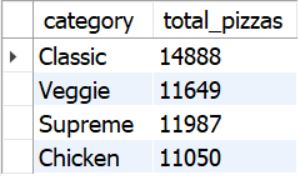 category total_pizzas
Classic 14888
Veggie 11649
Supreme 11987
Chicken 11050